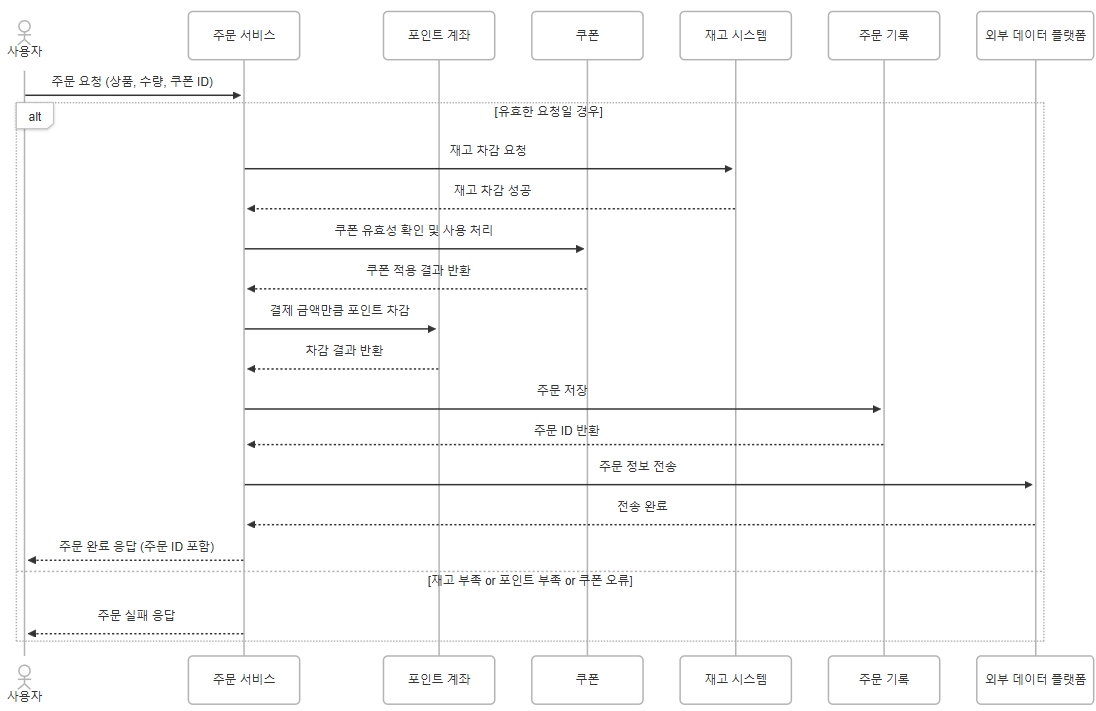 사용자
주문 서비스
포인트 계좌
쿠폰
재고 시스템
주문 기록
외부 데이터 플랫폼
주문 요청 (상품, 수량, 쿠폰 ID)
alt
[유효한 요청일 경우]
재고 차감 요청
재고 차감 성공
쿠폰 유효성 확인 및 사용 처리
쿠폰 적용 결과 반환
결제 금액만큼 포인트 차감
차감 결과 반환
주문 저장
주문 ID 반환
주문 정보 전송
전송 완료
주문 완료 응답 (주문 ID 포함)
[재고 부족 or 포인트 부족 or 쿠폰 오류]
주문 실패 응답
사용자
주문 서비스
포인트 계좌
쿠폰
재고 시스템
주문 기록
외부 데이터 플랫폼